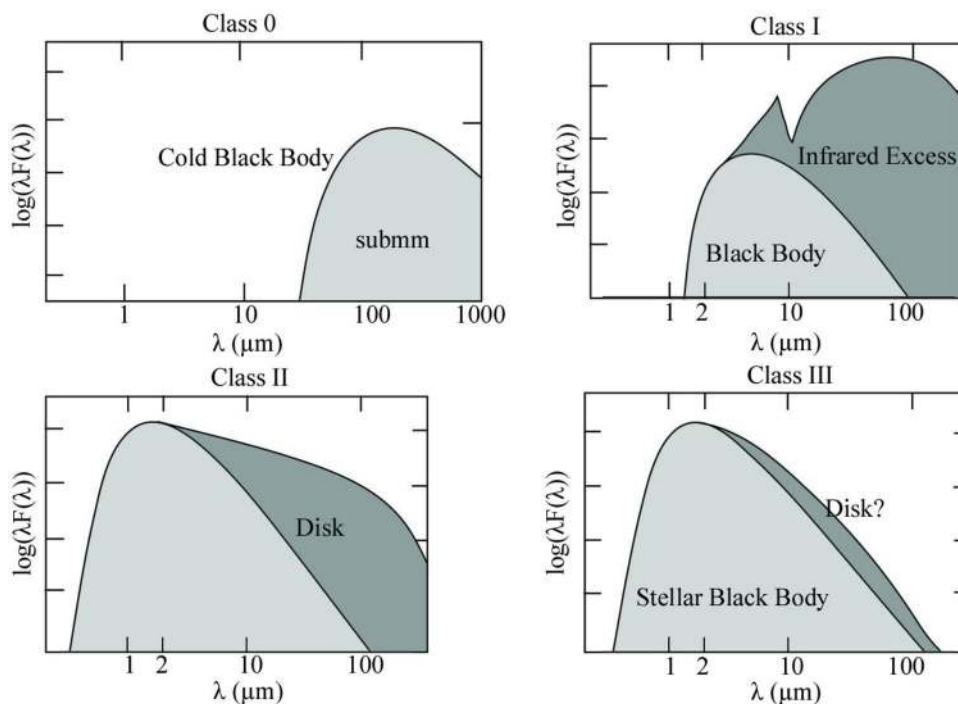 Class 0
log(λF(λ))
Cold Black Body
submm
1 10 100 1000
λ (μm)
Class I
log(λF(λ))
Infrared Excess
Black Body
1 2 10 100
λ (μm)
Class II
log(λF(λ))
Disk
1 2 10 100
λ (μm)
Class III
log(λF(λ))
Disk?
Stellar Black Body
1 2 10 100
λ (μm)